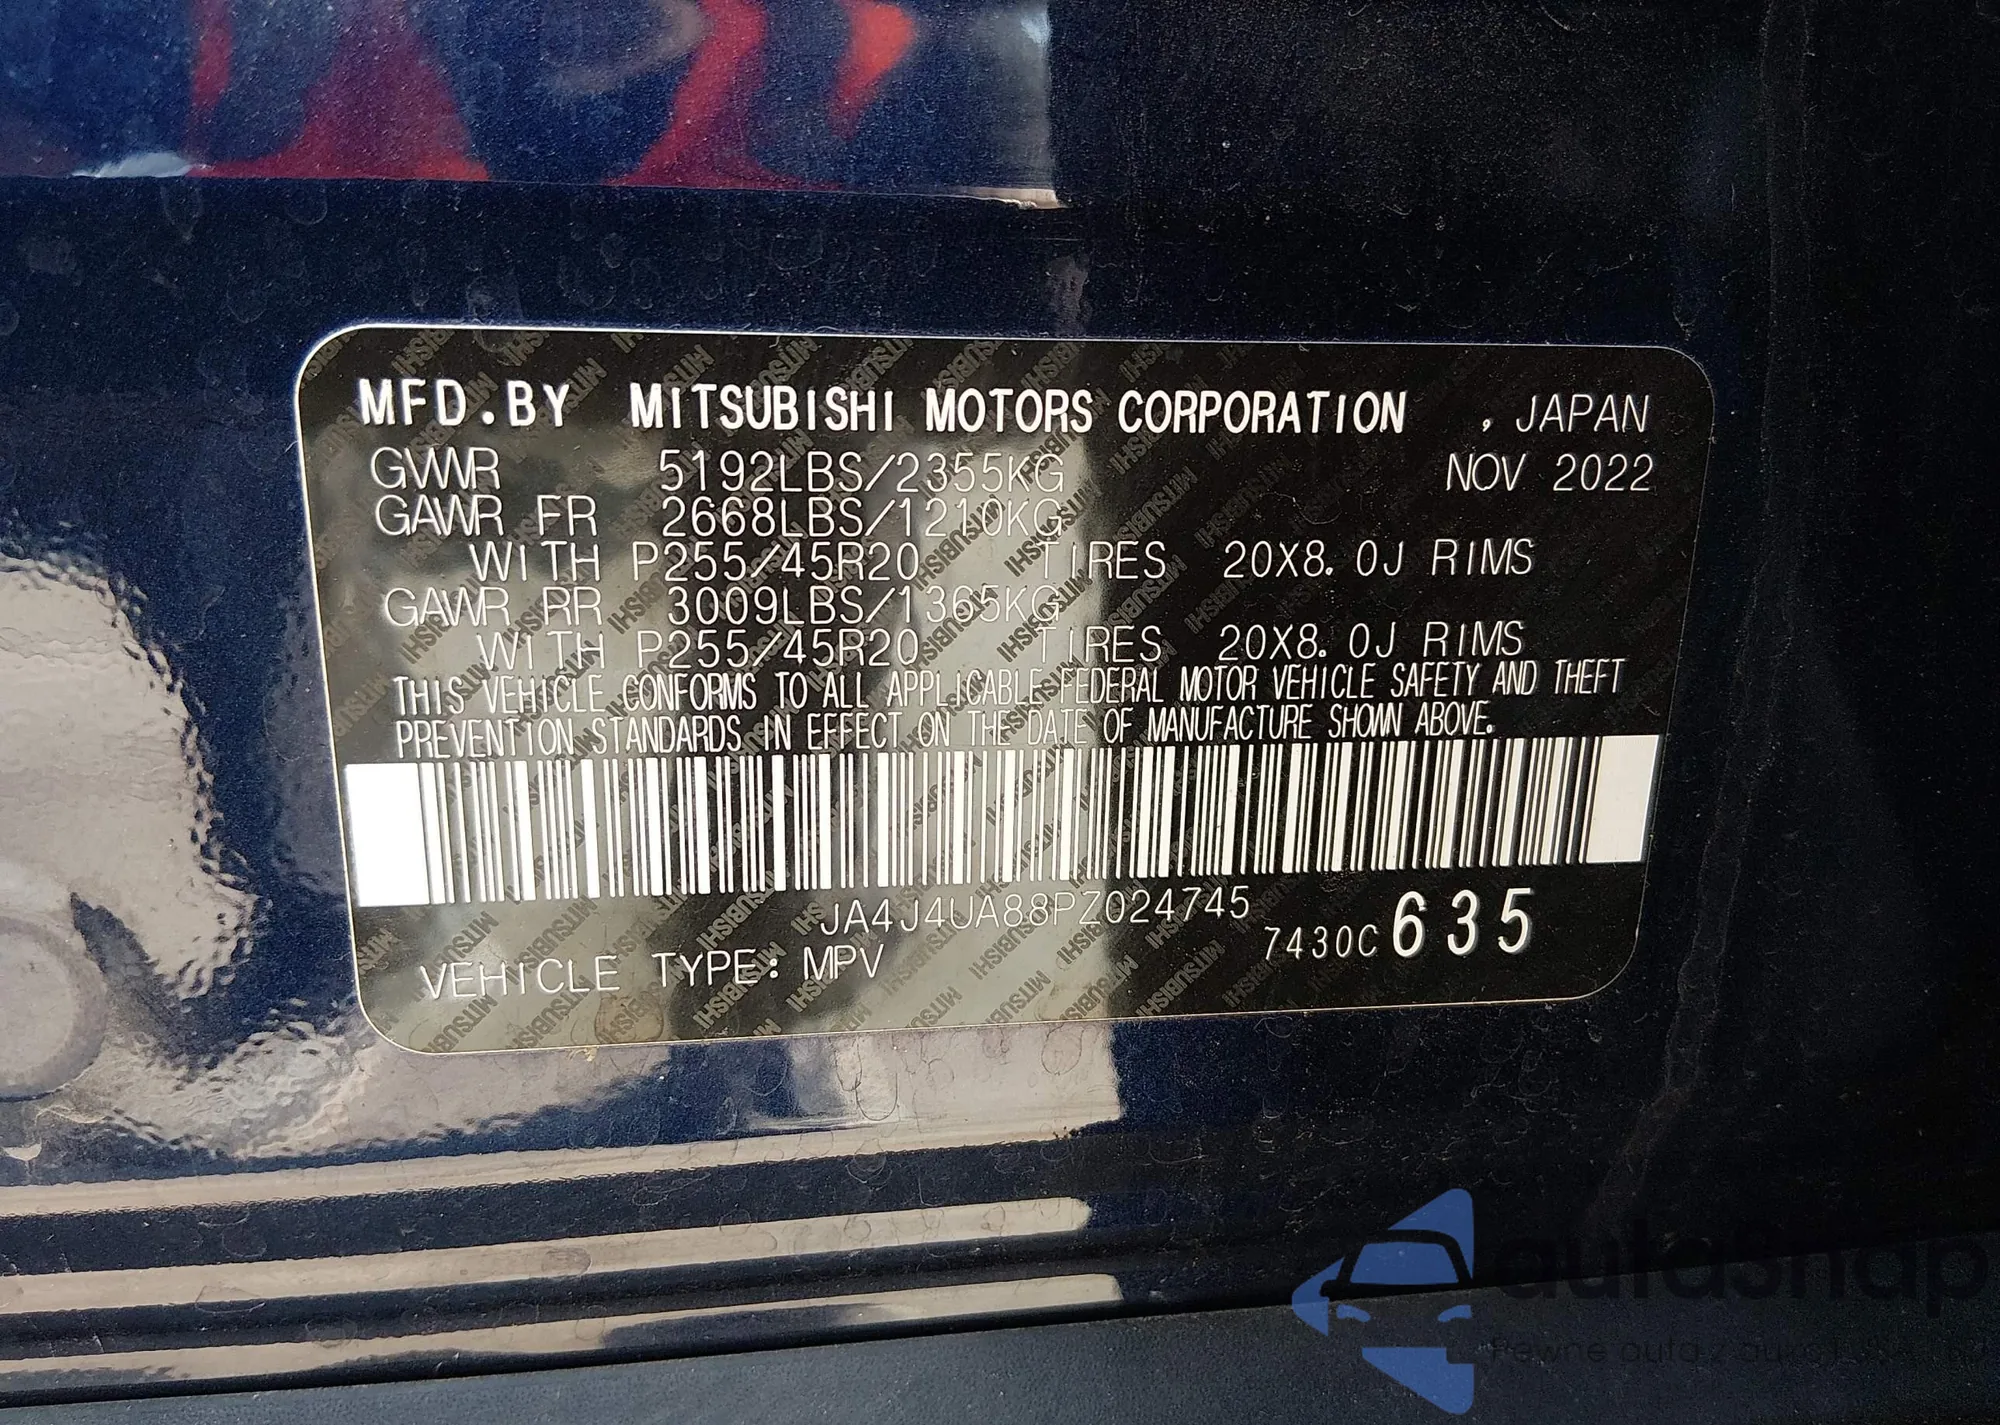 MFD.BY MITSUBISHI MOTORS CORPORATION , JAPAN
GVWR 5192LBS/2355KG NOV 2022
GAWR FR 2668LBS/1210KG
WITH P255/45R20 TIRES 20X8.0J RIMS
GAWR RR 3009LBS/1365KG
WITH P255/45R20 TIRES 20X8.0J RIMS
THIS VEHICLE CONFORMS TO ALL APPLICABLE FEDERAL MOTOR VEHICLE SAFETY AND THEFT
PREVENTION STANDARDS IN EFFECT ON THE DATE OF MANUFACTURE SHOWN ABOVE.
JA4J4UA88PZ024745
7430C 635
VEHICLE TYPE: MPV
autasnap
Pewne auta z